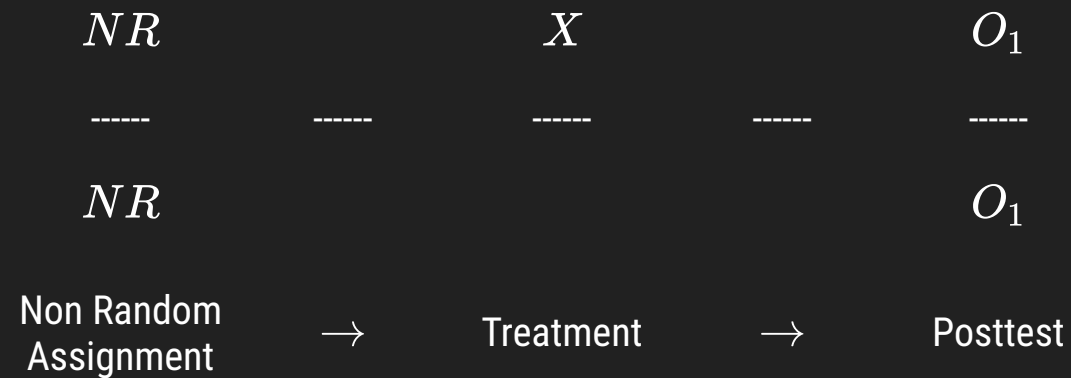 NR X O₁
------ ------ ------ ------ ------
NR O₁
Non Random
Assignment → Treatment → Posttest